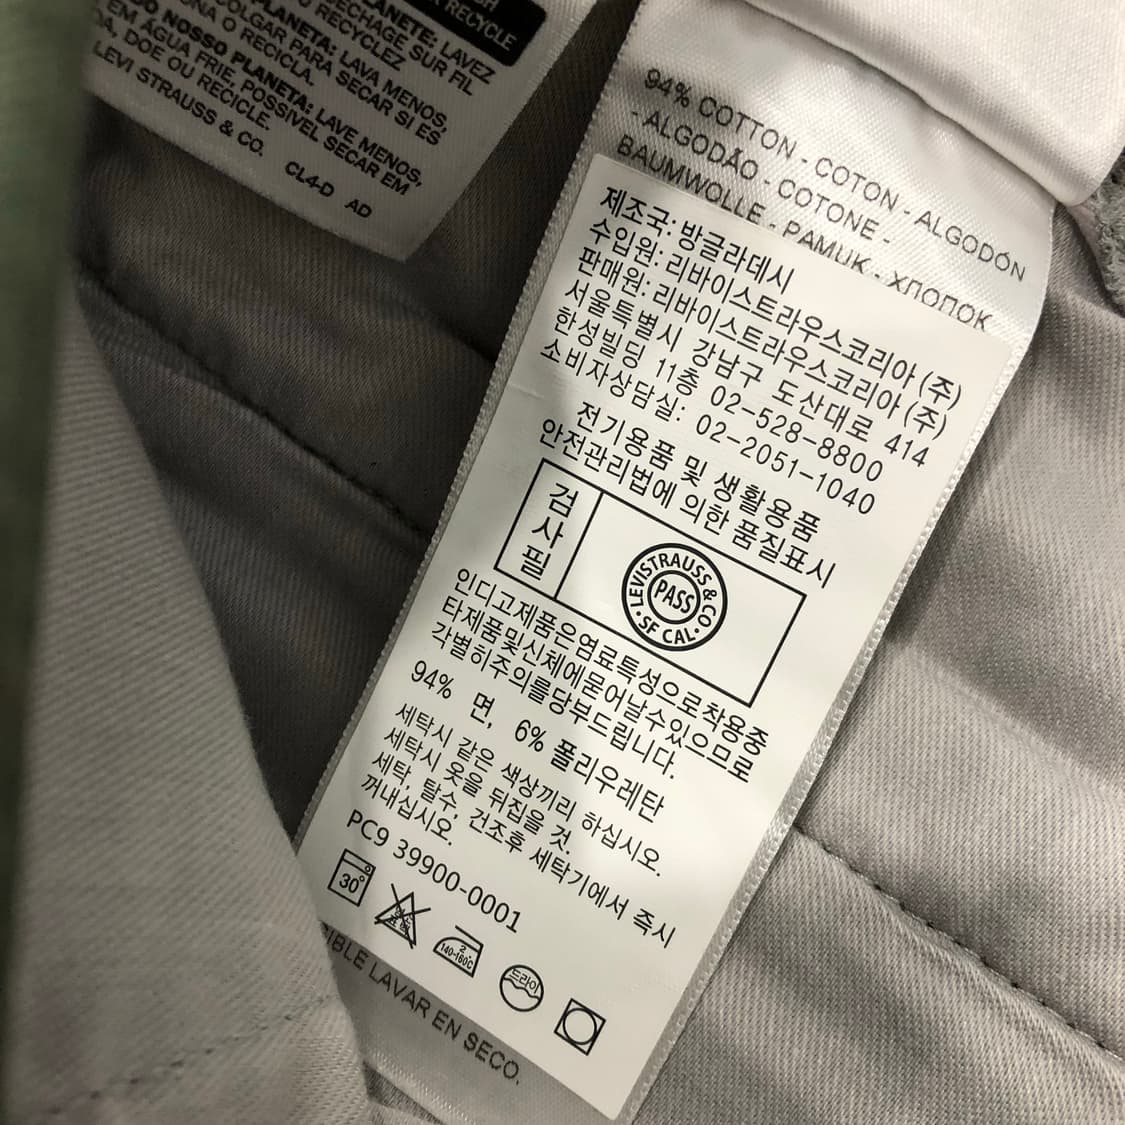 RECYCLE
PLANETE: LAVEZ
RECHAGE SUR FIL
RECYCLEZ
PLANETA: LAVA MENOS,
COLGAR PARA SECAR SI ES
DONA O RECICLA.
NOSSO PLANETA: LAVE MENOS,
EM ÁGUA FRIE, POSSIVEL SECAR EM
DOE OU RECICLE.
LEVI STRAUSS & CO. CL4-D AD
94% COTTON - COTON - ALGODÓN
- ALGODÃO - COTONE -
BAUMWOLLE - PAMUK - ХЛОПОК
제조국: 방글라데시
수입원: 리바이스트라우스코리아 (주)
판매원: 리바이스트라우스코리아 (주)
서울특별시 강남구 도산대로 414
한성빌딩 11층 02-528-8800
소비자상담실: 02-2051-1040
전기용품 및 생활용품
안전관리법에 의한 품질표시
검사필
LEVI STRAUSS & CO
PASS
· SF CAL ·
인디고제품은염료특성으로착용중
타제품및신체에묻어날수있으므로
각별히주의를당부드립니다.
94% 면, 6% 폴리우레탄
세탁시 같은 색상끼리 하십시오.
세탁시 옷을 뒤집을 것.
세탁, 탈수, 건조후 세탁기에서 즉시
꺼내십시오.
PC9 39900-0001
30°
2
140-160C
드라이
LAVAR EN SECO.